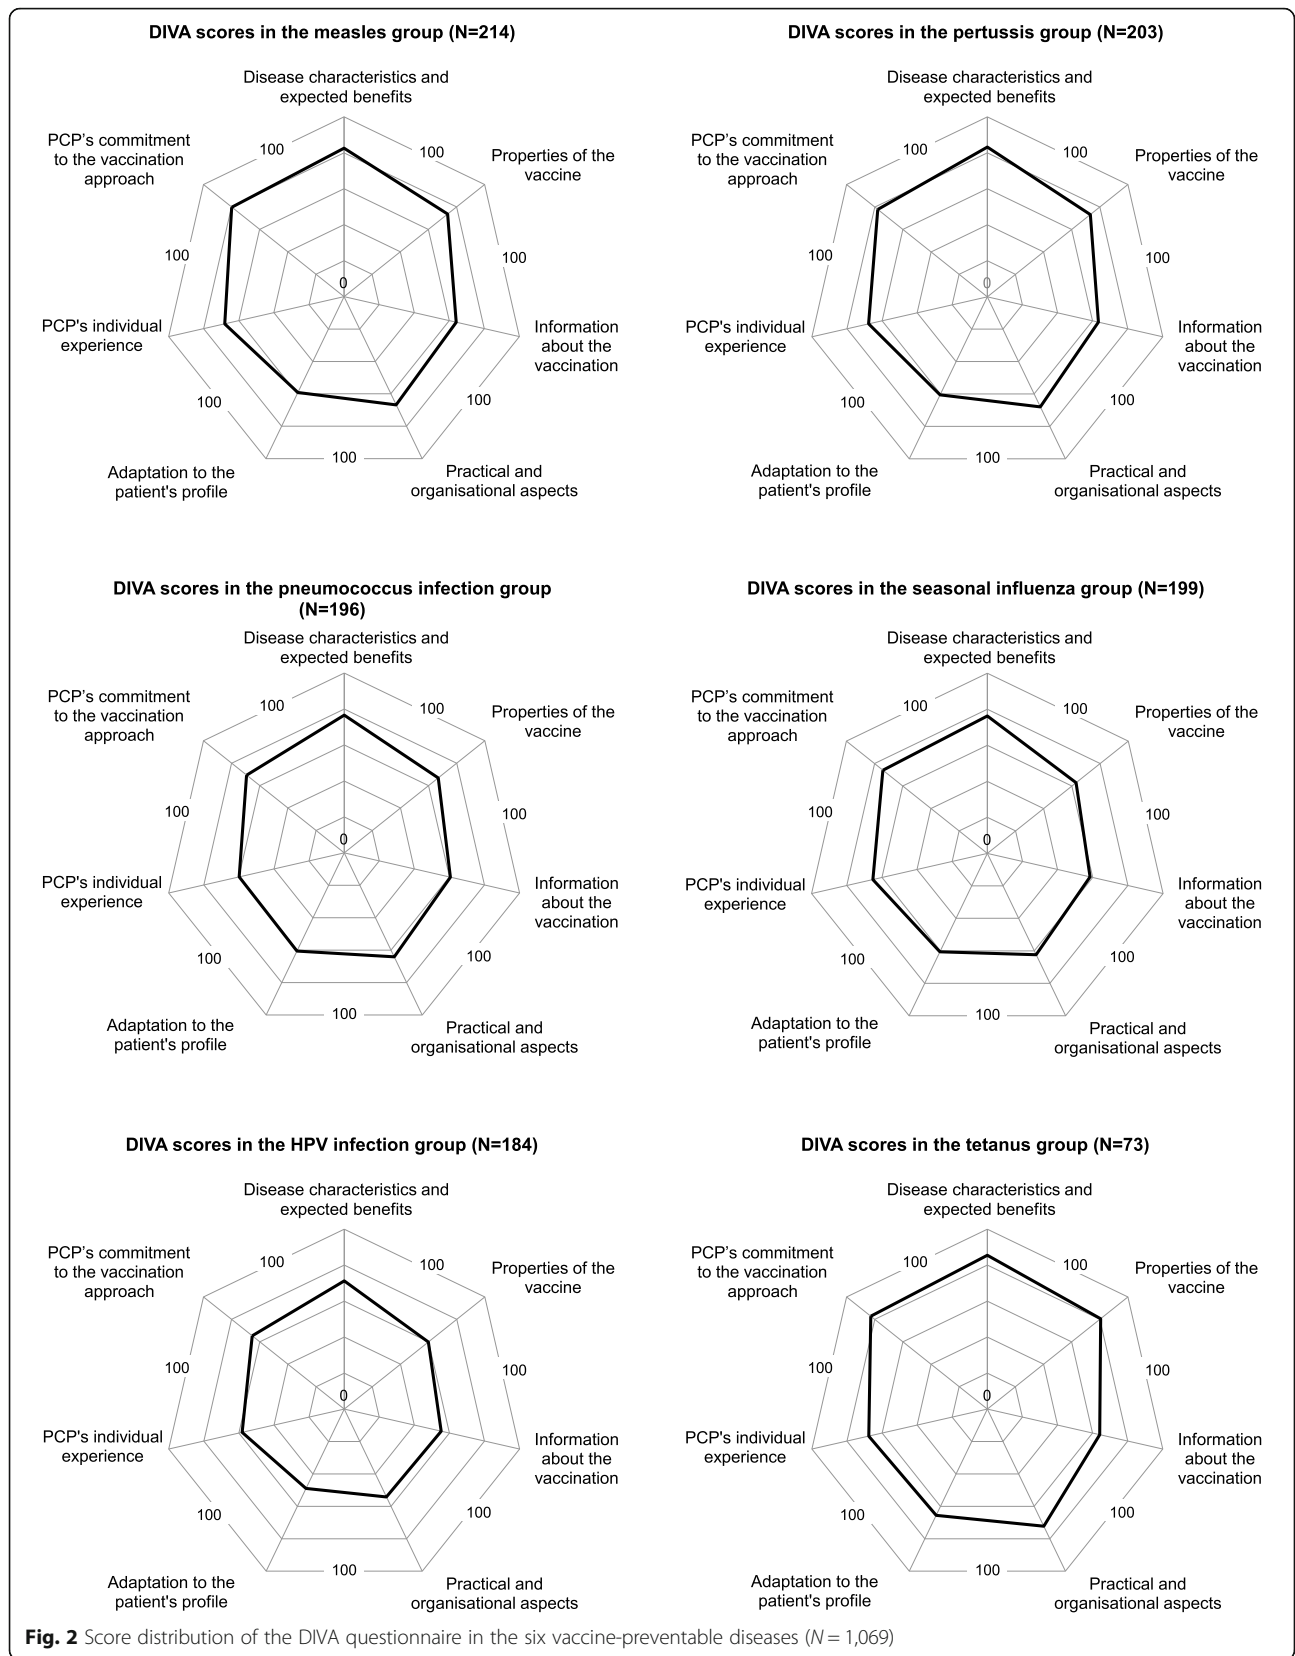 DIVA scores in the measles group (N=214)
Disease characteristics and
expected benefits
PCP’s commitment
to the vaccination
approach
100
100
Properties of the
vaccine
100
100
0
PCP's individual
experience
Information
about the
vaccination
100
100
100
Adaptation to the
patient's profile
Practical and
organisational aspects
DIVA scores in the pertussis group (N=203)
Disease characteristics and
expected benefits
PCP’s commitment
to the vaccination
approach
100
100
Properties of the
vaccine
100
100
0
PCP's individual
experience
Information
about the
vaccination
100
100
100
Adaptation to the
patient's profile
Practical and
organisational aspects
DIVA scores in the pneumococcus infection group
(N=196)
Disease characteristics and
expected benefits
PCP’s commitment
to the vaccination
approach
100
100
Properties of the
vaccine
100
100
0
PCP's individual
experience
Information
about the
vaccination
100
100
100
Adaptation to the
patient's profile
Practical and
organisational aspects
DIVA scores in the seasonal influenza group (N=199)
Disease characteristics and
expected benefits
PCP’s commitment
to the vaccination
approach
100
100
Properties of the
vaccine
100
100
0
PCP's individual
experience
Information
about the
vaccination
100
100
100
Adaptation to the
patient's profile
Practical and
organisational aspects
DIVA scores in the HPV infection group (N=184)
Disease characteristics and
expected benefits
PCP’s commitment
to the vaccination
approach
100
100
Properties of the
vaccine
100
100
0
PCP's individual
experience
Information
about the
vaccination
100
100
100
Adaptation to the
patient's profile
Practical and
organisational aspects
DIVA scores in the tetanus group (N=73)
Disease characteristics and
expected benefits
PCP’s commitment
to the vaccination
approach
100
100
Properties of the
vaccine
100
100
0
PCP's individual
experience
Information
about the
vaccination
100
100
100
Adaptation to the
patient's profile
Practical and
organisational aspects
Fig. 2 Score distribution of the DIVA questionnaire in the six vaccine-preventable diseases (N = 1,069)